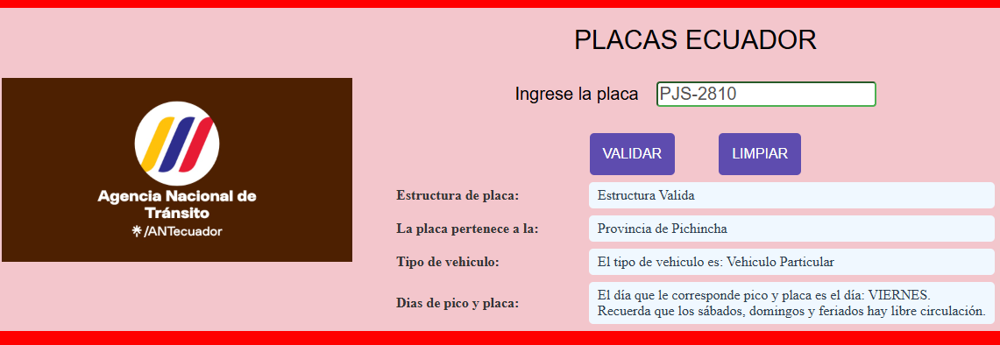 PLACAS ECUADOR
Ingrese la placa PJS-2810
VALIDAR LIMPIAR
Agencia Nacional de
Tránsito
/ANTecuador
Estructura de placa: Estructura Valida
La placa pertenece a la: Provincia de Pichincha
Tipo de vehiculo: El tipo de vehiculo es: Vehiculo Particular
Dias de pico y placa: El día que le corresponde pico y placa es el día: VIERNES.
Recuerda que los sábados, domingos y feriados hay libre circulación.